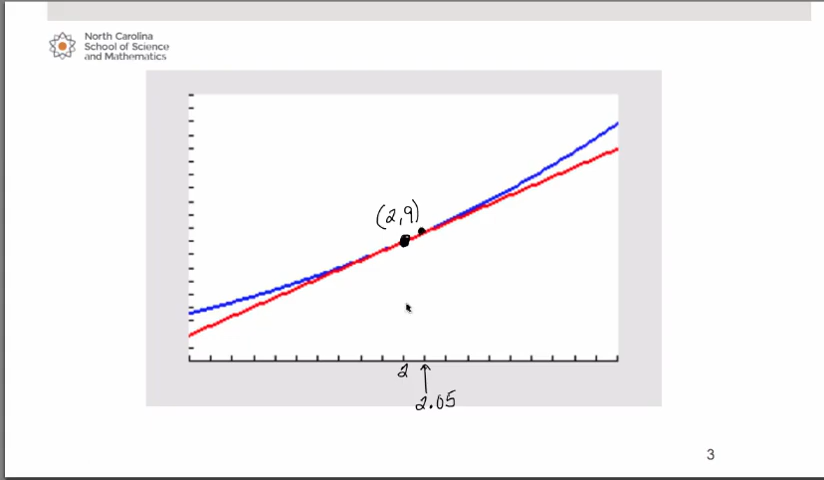 North Carolina
School of Science
and Mathematics
(2,9)
2
2.05
3